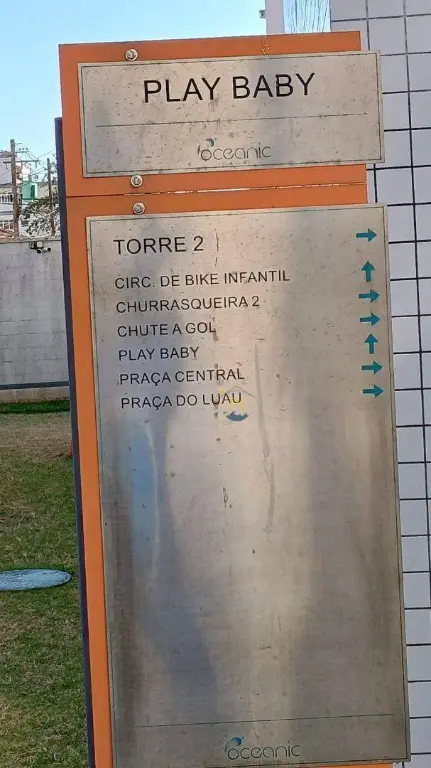 PLAY BABY
oceanic
TORRE 2
CIRC. DE BIKE INFANTIL
CHURRASQUEIRA 2
CHUTE A GOL
PLAY BABY
PRAÇA CENTRAL
PRAÇA DO LUAU
oceanic